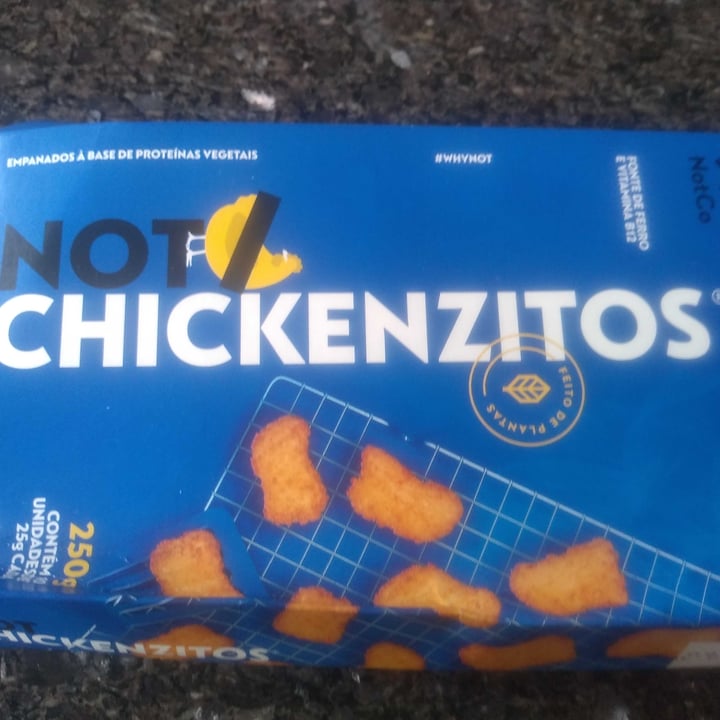 EMPANADOS À BASE DE PROTEÍNAS VEGETAIS
#WHYNOT
FONTE DE FERRO
E VITAMINA B12
NotCo
NOT
CHICKENZITOS
FEITO DE PLANTAS
250g
CONTÉM
UNIDADES
25g
NOT
CHICKENZITOS